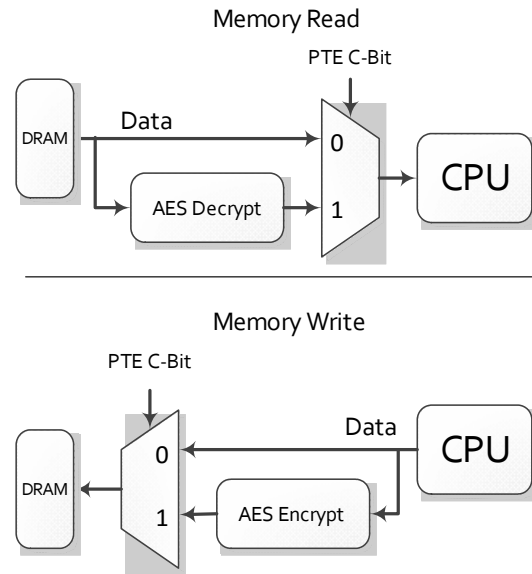 Memory Read
PTE C-Bit
DRAM
Data
0
CPU
AES Decrypt
1
Memory Write
PTE C-Bit
Data
DRAM
0
CPU
1
AES Encrypt